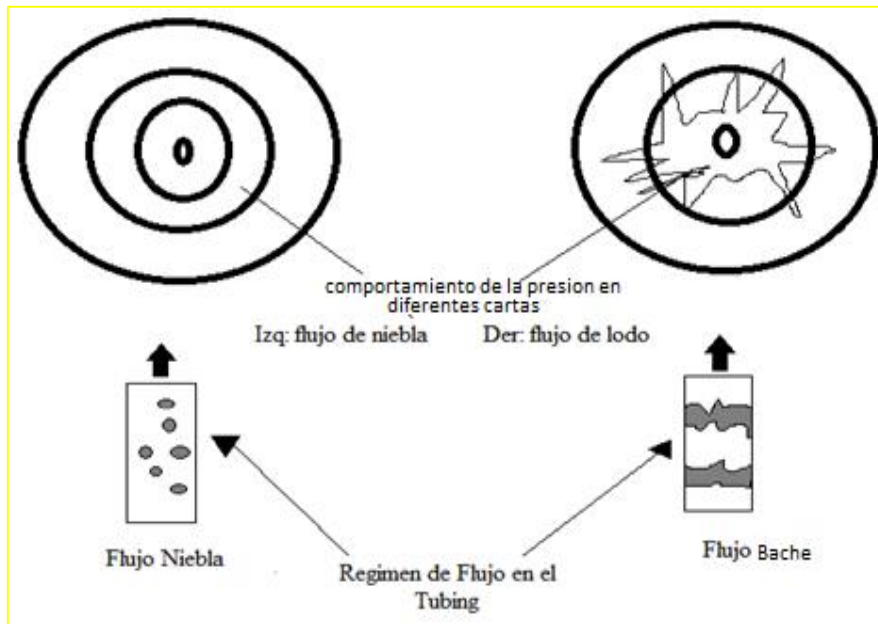 comportamiento de la presion en
diferentes cartas
Izq: flujo de niebla Der: flujo de lodo
Flujo Niebla
Flujo Bache
Regimen de Flujo en el
Tubing